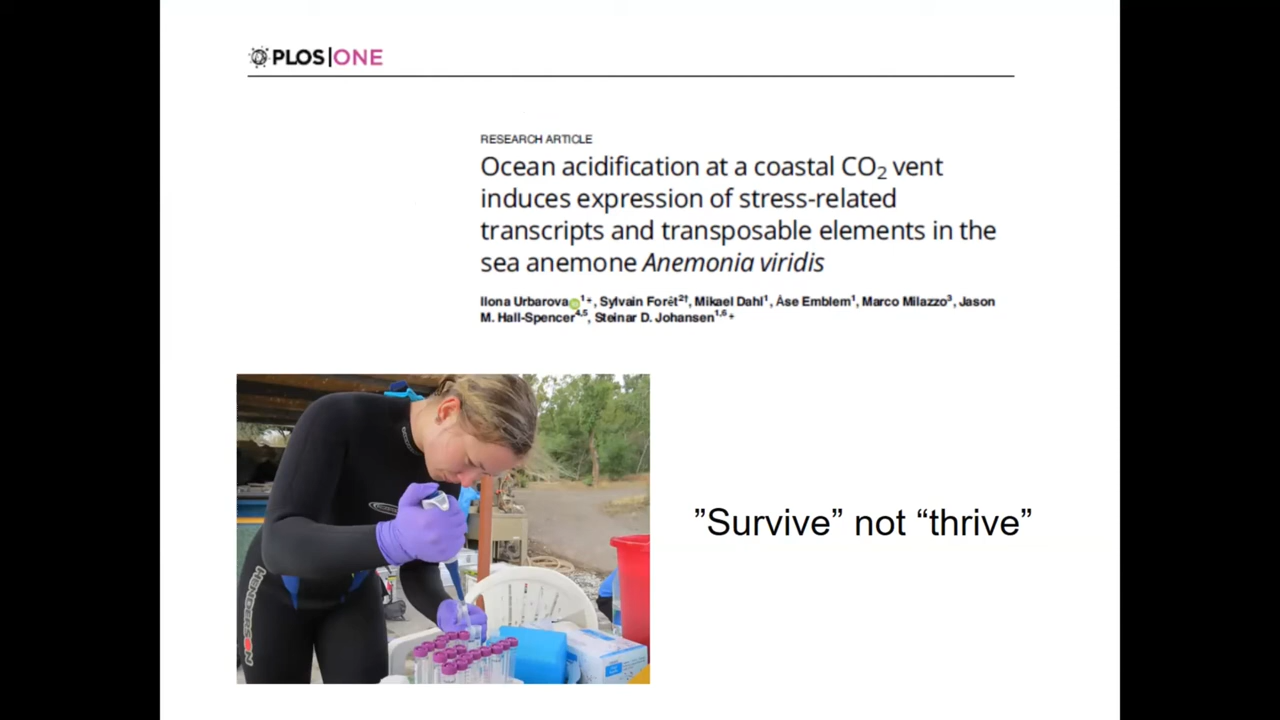 PLOS|ONE
RESEARCH ARTICLE
Ocean acidification at a coastal CO₂ vent
induces expression of stress-related
transcripts and transposable elements in the
sea anemone Anemonia viridis
Ilona Urbarova¹*, Sylvain Forêt²†, Mikael Dahl¹, Åse Emblem¹, Marco Milazzo³, Jason
M. Hall-Spencer⁴,⁵, Steinar D. Johansen¹,⁶*
”Survive” not “thrive”
HENDERSON